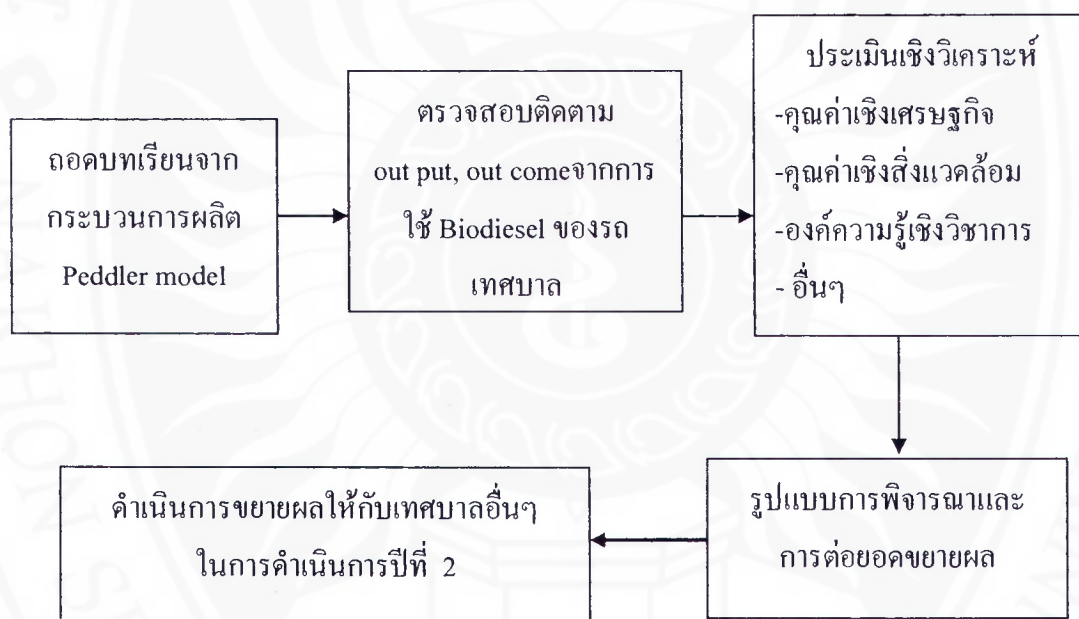 ถอดบทเรียนจาก
กระบวนการผลิต
Peddler model
ตรวจสอบติดตาม
out put, out comeจากการ
ใช้ Biodiesel ของรถ
เทศบาล
ประเมินเชิงวิเคราะห์
-คุณค่าเชิงเศรษฐกิจ
-คุณค่าเชิงสิ่งแวดล้อม
-องค์ความรู้เชิงวิชาการ
- อื่นๆ
รูปแบบการพิจารณาและ
การต่อยอดขยายผล
ดำเนินการขยายผลให้กับเทศบาลอื่นๆ
ในการดำเนินการปีที่ 2